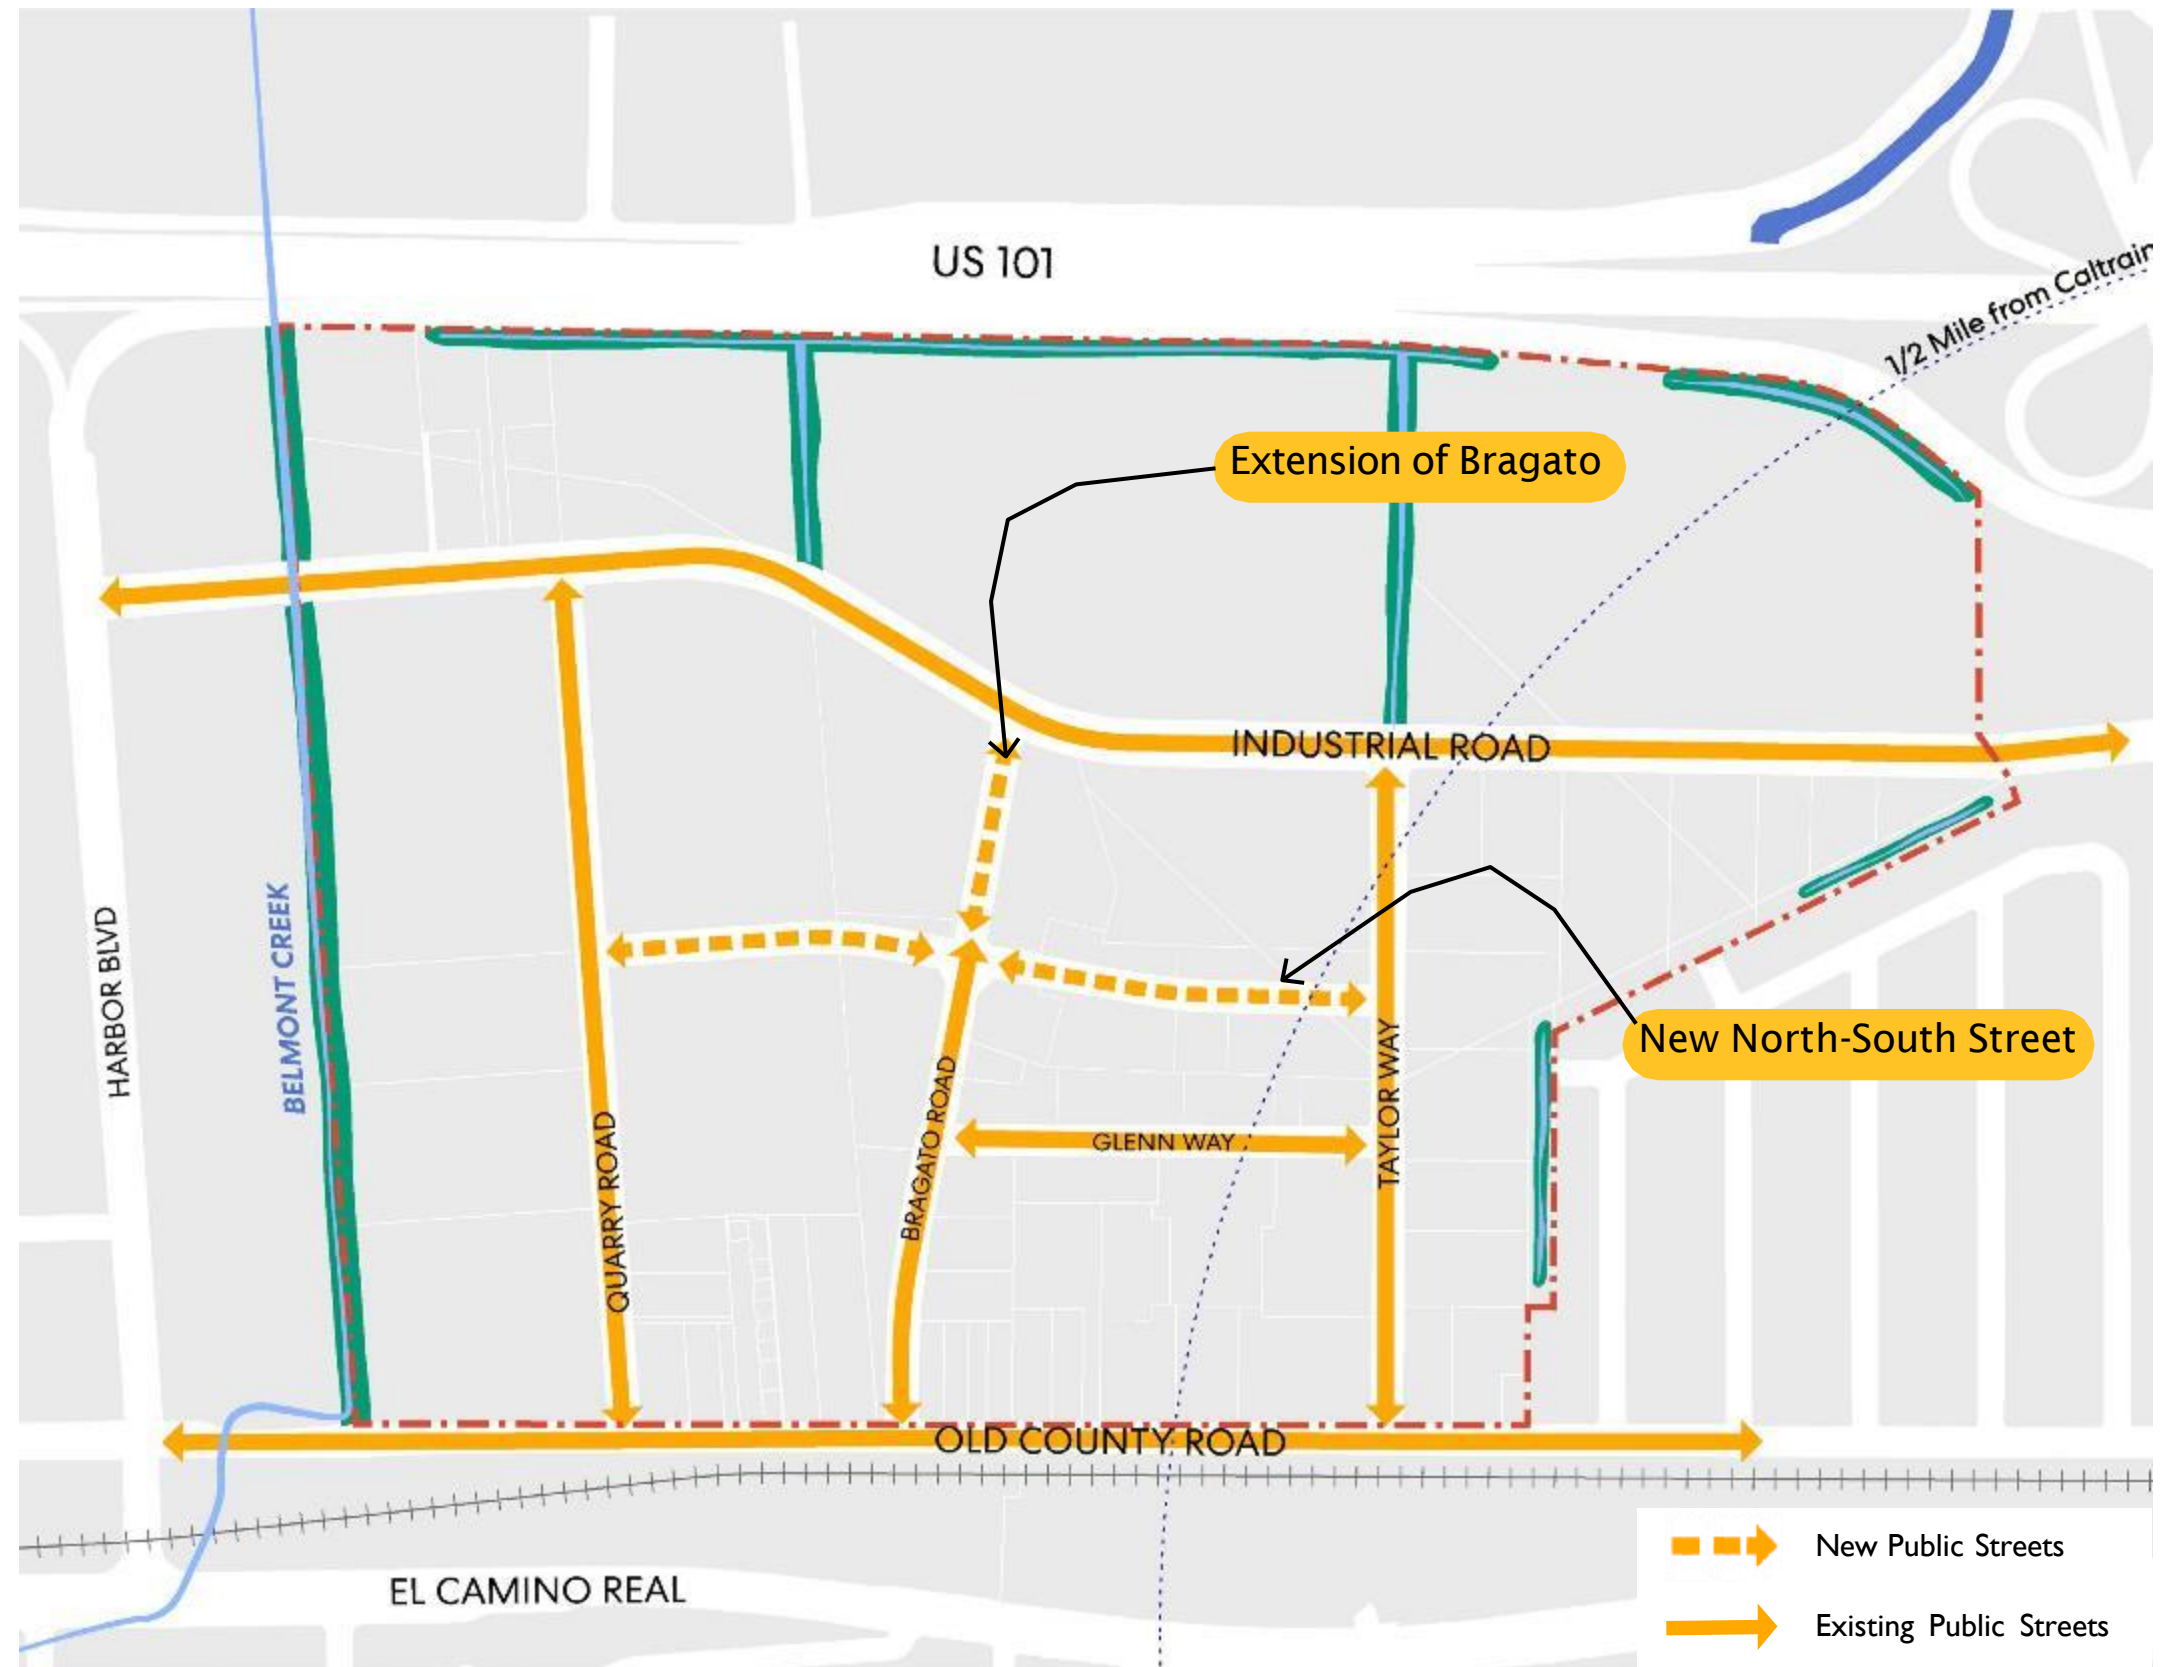 US 101
1/2 Mile from Caltrain
Extension of Bragato
INDUSTRIAL ROAD
BELMONT CREEK
HARBOR BLVD
New North-South Street
TAYLOR WAY
BRAGATO ROAD
GLENN WAY
QUARRY ROAD
OLD COUNTY ROAD
EL CAMINO REAL
New Public Streets
Existing Public Streets